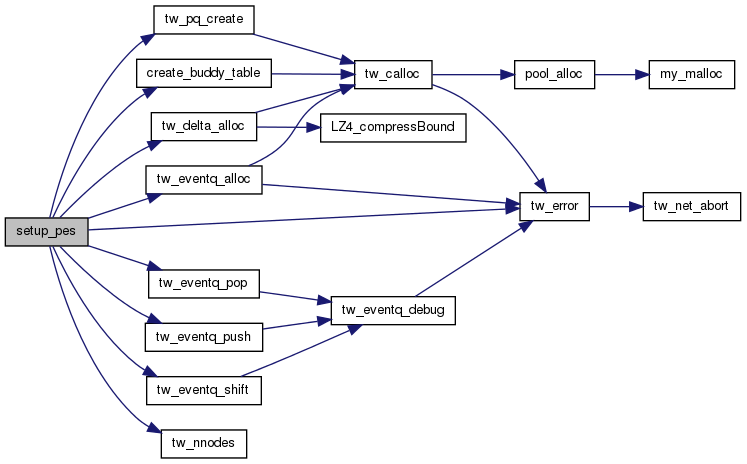 tw_pq_create
create_buddy_table
tw_calloc
pool_alloc
my_malloc
tw_delta_alloc
LZ4_compressBound
tw_eventq_alloc
tw_error
tw_net_abort
setup_pes
tw_eventq_pop
tw_eventq_debug
tw_eventq_push
tw_eventq_shift
tw_nnodes